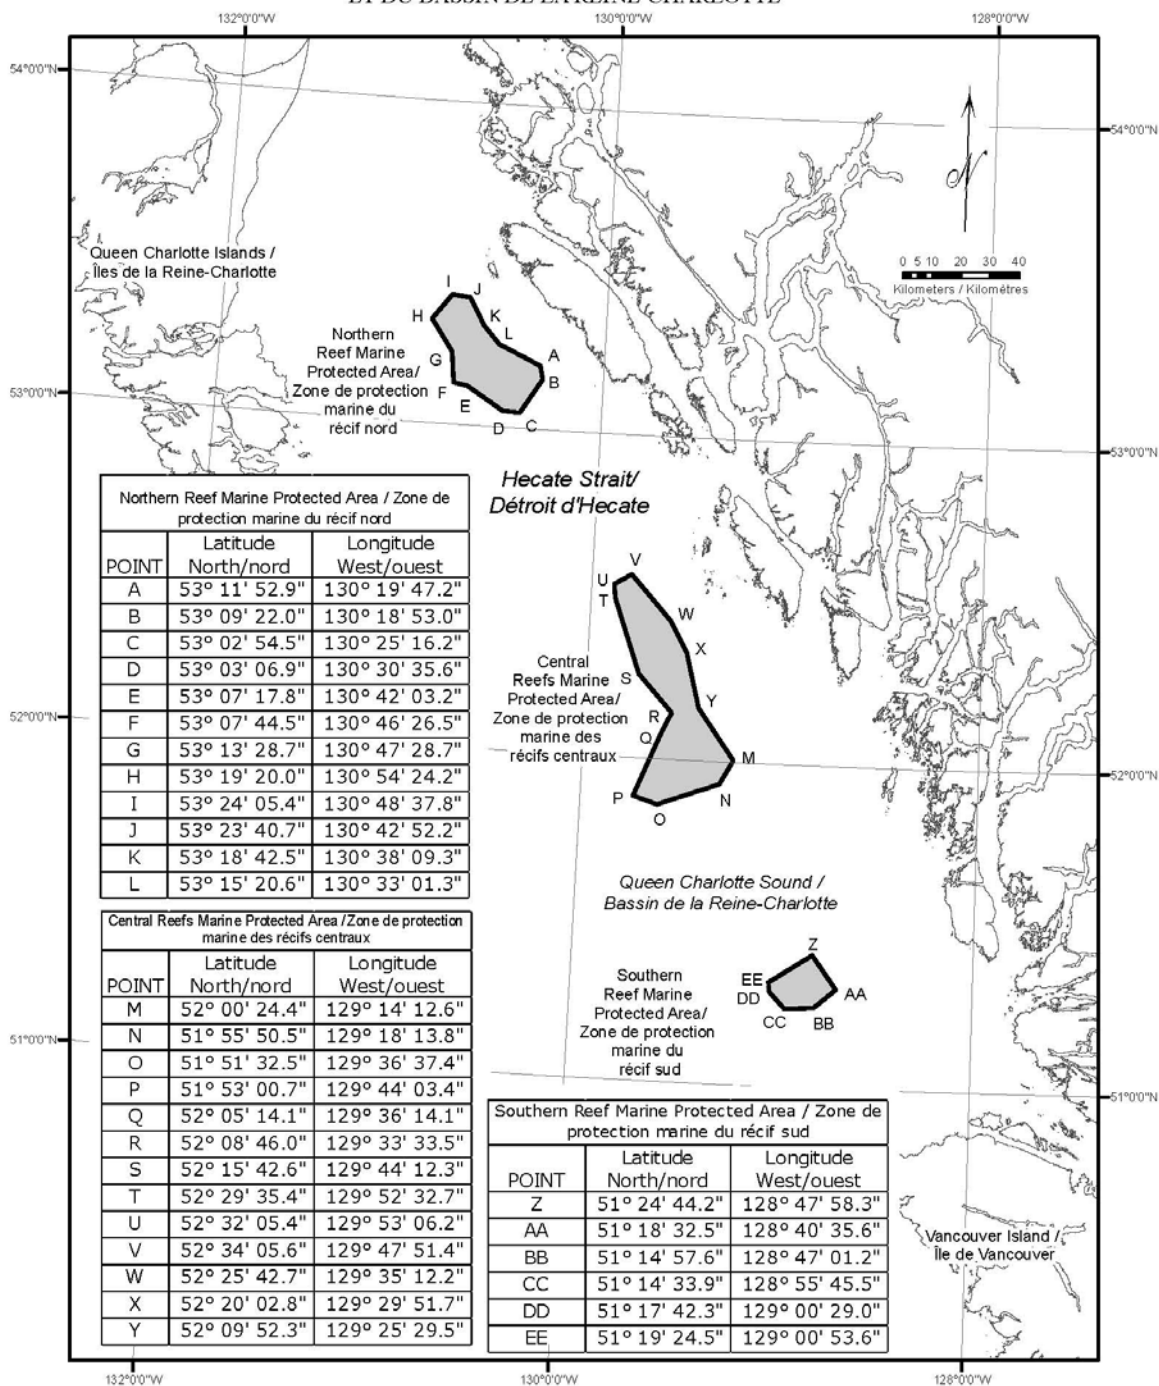 ET DU BASSIN DE LA REINE-CHARLOTTE
132°0'0"W 130°0'0"W 128°0'0"W
54°0'0"N
54°0'0"N
Queen Charlotte Islands /
Îles de la Reine-Charlotte
0 5 10 20 30 40
Kilometers / Kilométres
I
J
H
K
L
Northern
Reef Marine
Protected Area/
Zone de protection
marine du
récif nord
G
A
B
F
E
D
C
53°0'0"N
53°0'0"N
Hecate Strait/
Détroit d'Hecate
Northern Reef Marine Protected Area / Zone de
protection marine du récif nord
POINT Latitude North/nord Longitude West/ouest
A 53° 11' 52.9" 130° 19' 47.2"
B 53° 09' 22.0" 130° 18' 53.0"
C 53° 02' 54.5" 130° 25' 16.2"
D 53° 03' 06.9" 130° 30' 35.6"
E 53° 07' 17.8" 130° 42' 03.2"
F 53° 07' 44.5" 130° 46' 26.5"
G 53° 13' 28.7" 130° 47' 28.7"
H 53° 19' 20.0" 130° 54' 24.2"
I 53° 24' 05.4" 130° 48' 37.8"
J 53° 23' 40.7" 130° 42' 52.2"
K 53° 18' 42.5" 130° 38' 09.3"
L 53° 15' 20.6" 130° 33' 01.3"
V
U
T
W
X
S
Central
Reefs Marine
Protected Area/
Zone de protection
marine des
récifs centraux
Y
R
Q
M
N
P
O
52°0'0"N
52°0'0"N
Queen Charlotte Sound /
Bassin de la Reine-Charlotte
Central Reefs Marine Protected Area /Zone de protection
marine des récifs centraux
POINT Latitude North/nord Longitude West/ouest
M 52° 00' 24.4" 129° 14' 12.6"
N 51° 55' 50.5" 129° 18' 13.8"
O 51° 51' 32.5" 129° 36' 37.4"
P 51° 53' 00.7" 129° 44' 03.4"
Q 52° 05' 14.1" 129° 36' 14.1"
R 52° 08' 46.0" 129° 33' 33.5"
S 52° 15' 42.6" 129° 44' 12.3"
T 52° 29' 35.4" 129° 52' 32.7"
U 52° 32' 05.4" 129° 53' 06.2"
V 52° 34' 05.6" 129° 47' 51.4"
W 52° 25' 42.7" 129° 35' 12.2"
X 52° 20' 02.8" 129° 29' 51.7"
Y 52° 09' 52.3" 129° 25' 29.5"
Z
EE
DD
AA
CC
BB
Southern
Reef Marine
Protected Area/
Zone de protection
marine du
récif sud
51°0'0"N
51°0'0"N
Southern Reef Marine Protected Area / Zone de
protection marine du récif sud
POINT Latitude North/nord Longitude West/ouest
Z 51° 24' 44.2" 128° 47' 58.3"
AA 51° 18' 32.5" 128° 40' 35.6"
BB 51° 14' 57.6" 128° 47' 01.2"
CC 51° 14' 33.9" 128° 55' 45.5"
DD 51° 17' 42.3" 129° 00' 29.0"
EE 51° 19' 24.5" 129° 00' 53.6"
Vancouver Island /
Île de Vancouver
132°0'0"W 130°0'0"W 128°0'0"W
N